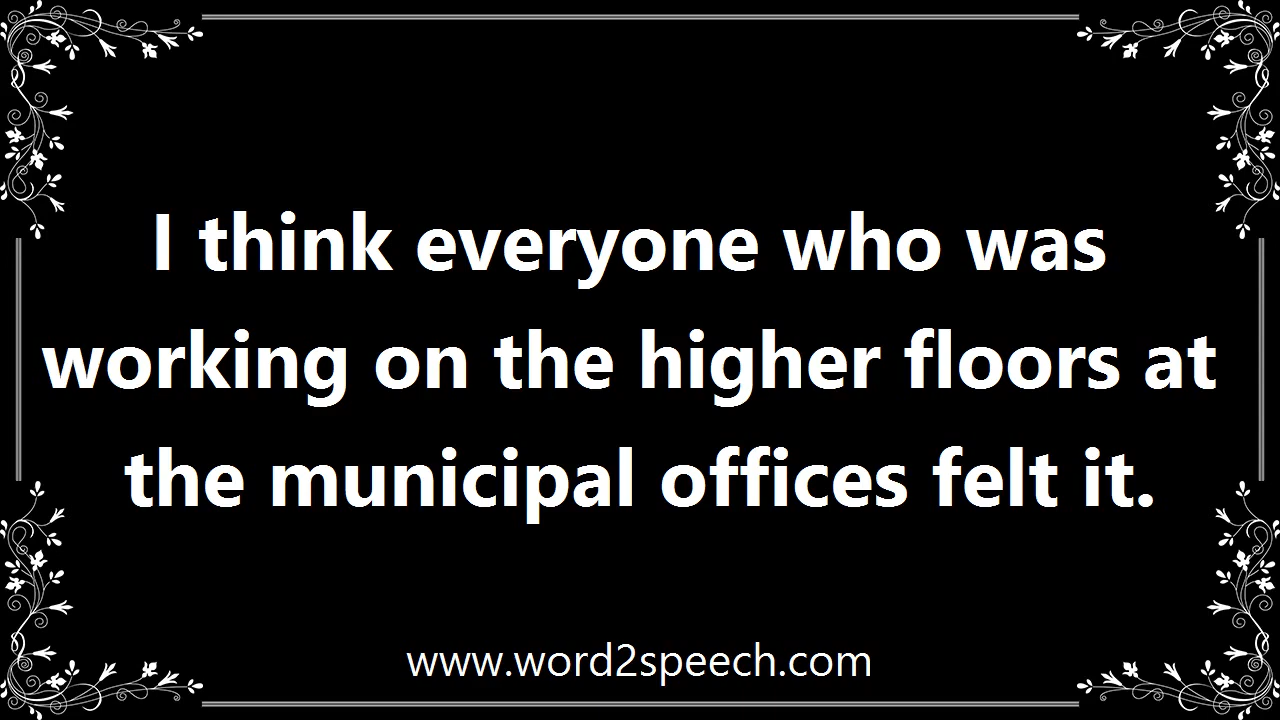 I think everyone who was
working on the higher floors at
the municipal offices felt it.
www.word2speech.com